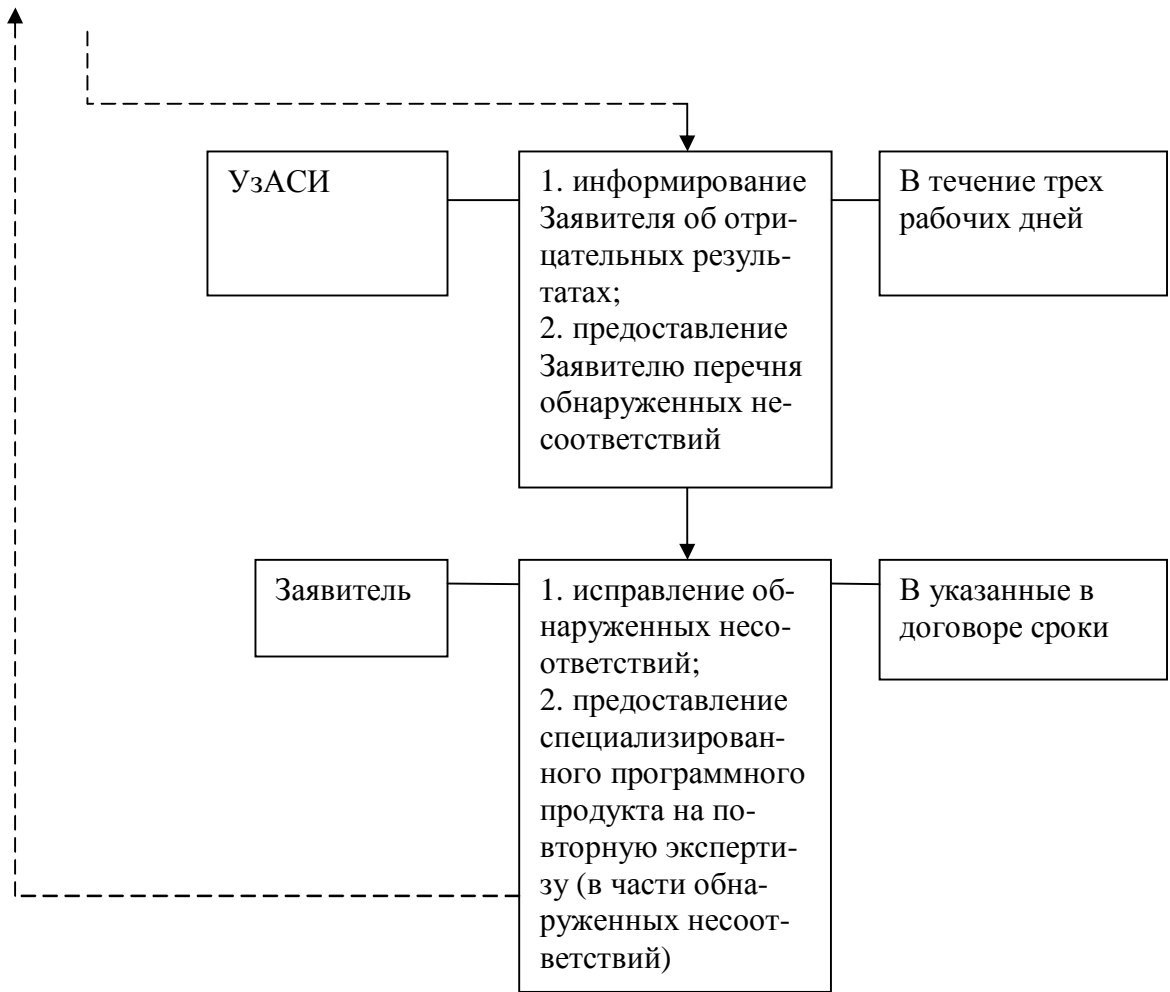 УзАСИ
1. информирование
Заявителя об отри-
цательных резуль-
татах;
2. предоставление
Заявителю перечня
обнаруженных не-
соответствий
В течение трех
рабочих дней
Заявитель
1. исправление об-
наруженных несо-
ответствий;
2. предоставление
специализирован-
ного программного
продукта на по-
вторную эксперти-
зу (в части обна-
руженных несоот-
ветствий)
В указанные в
договоре сроки